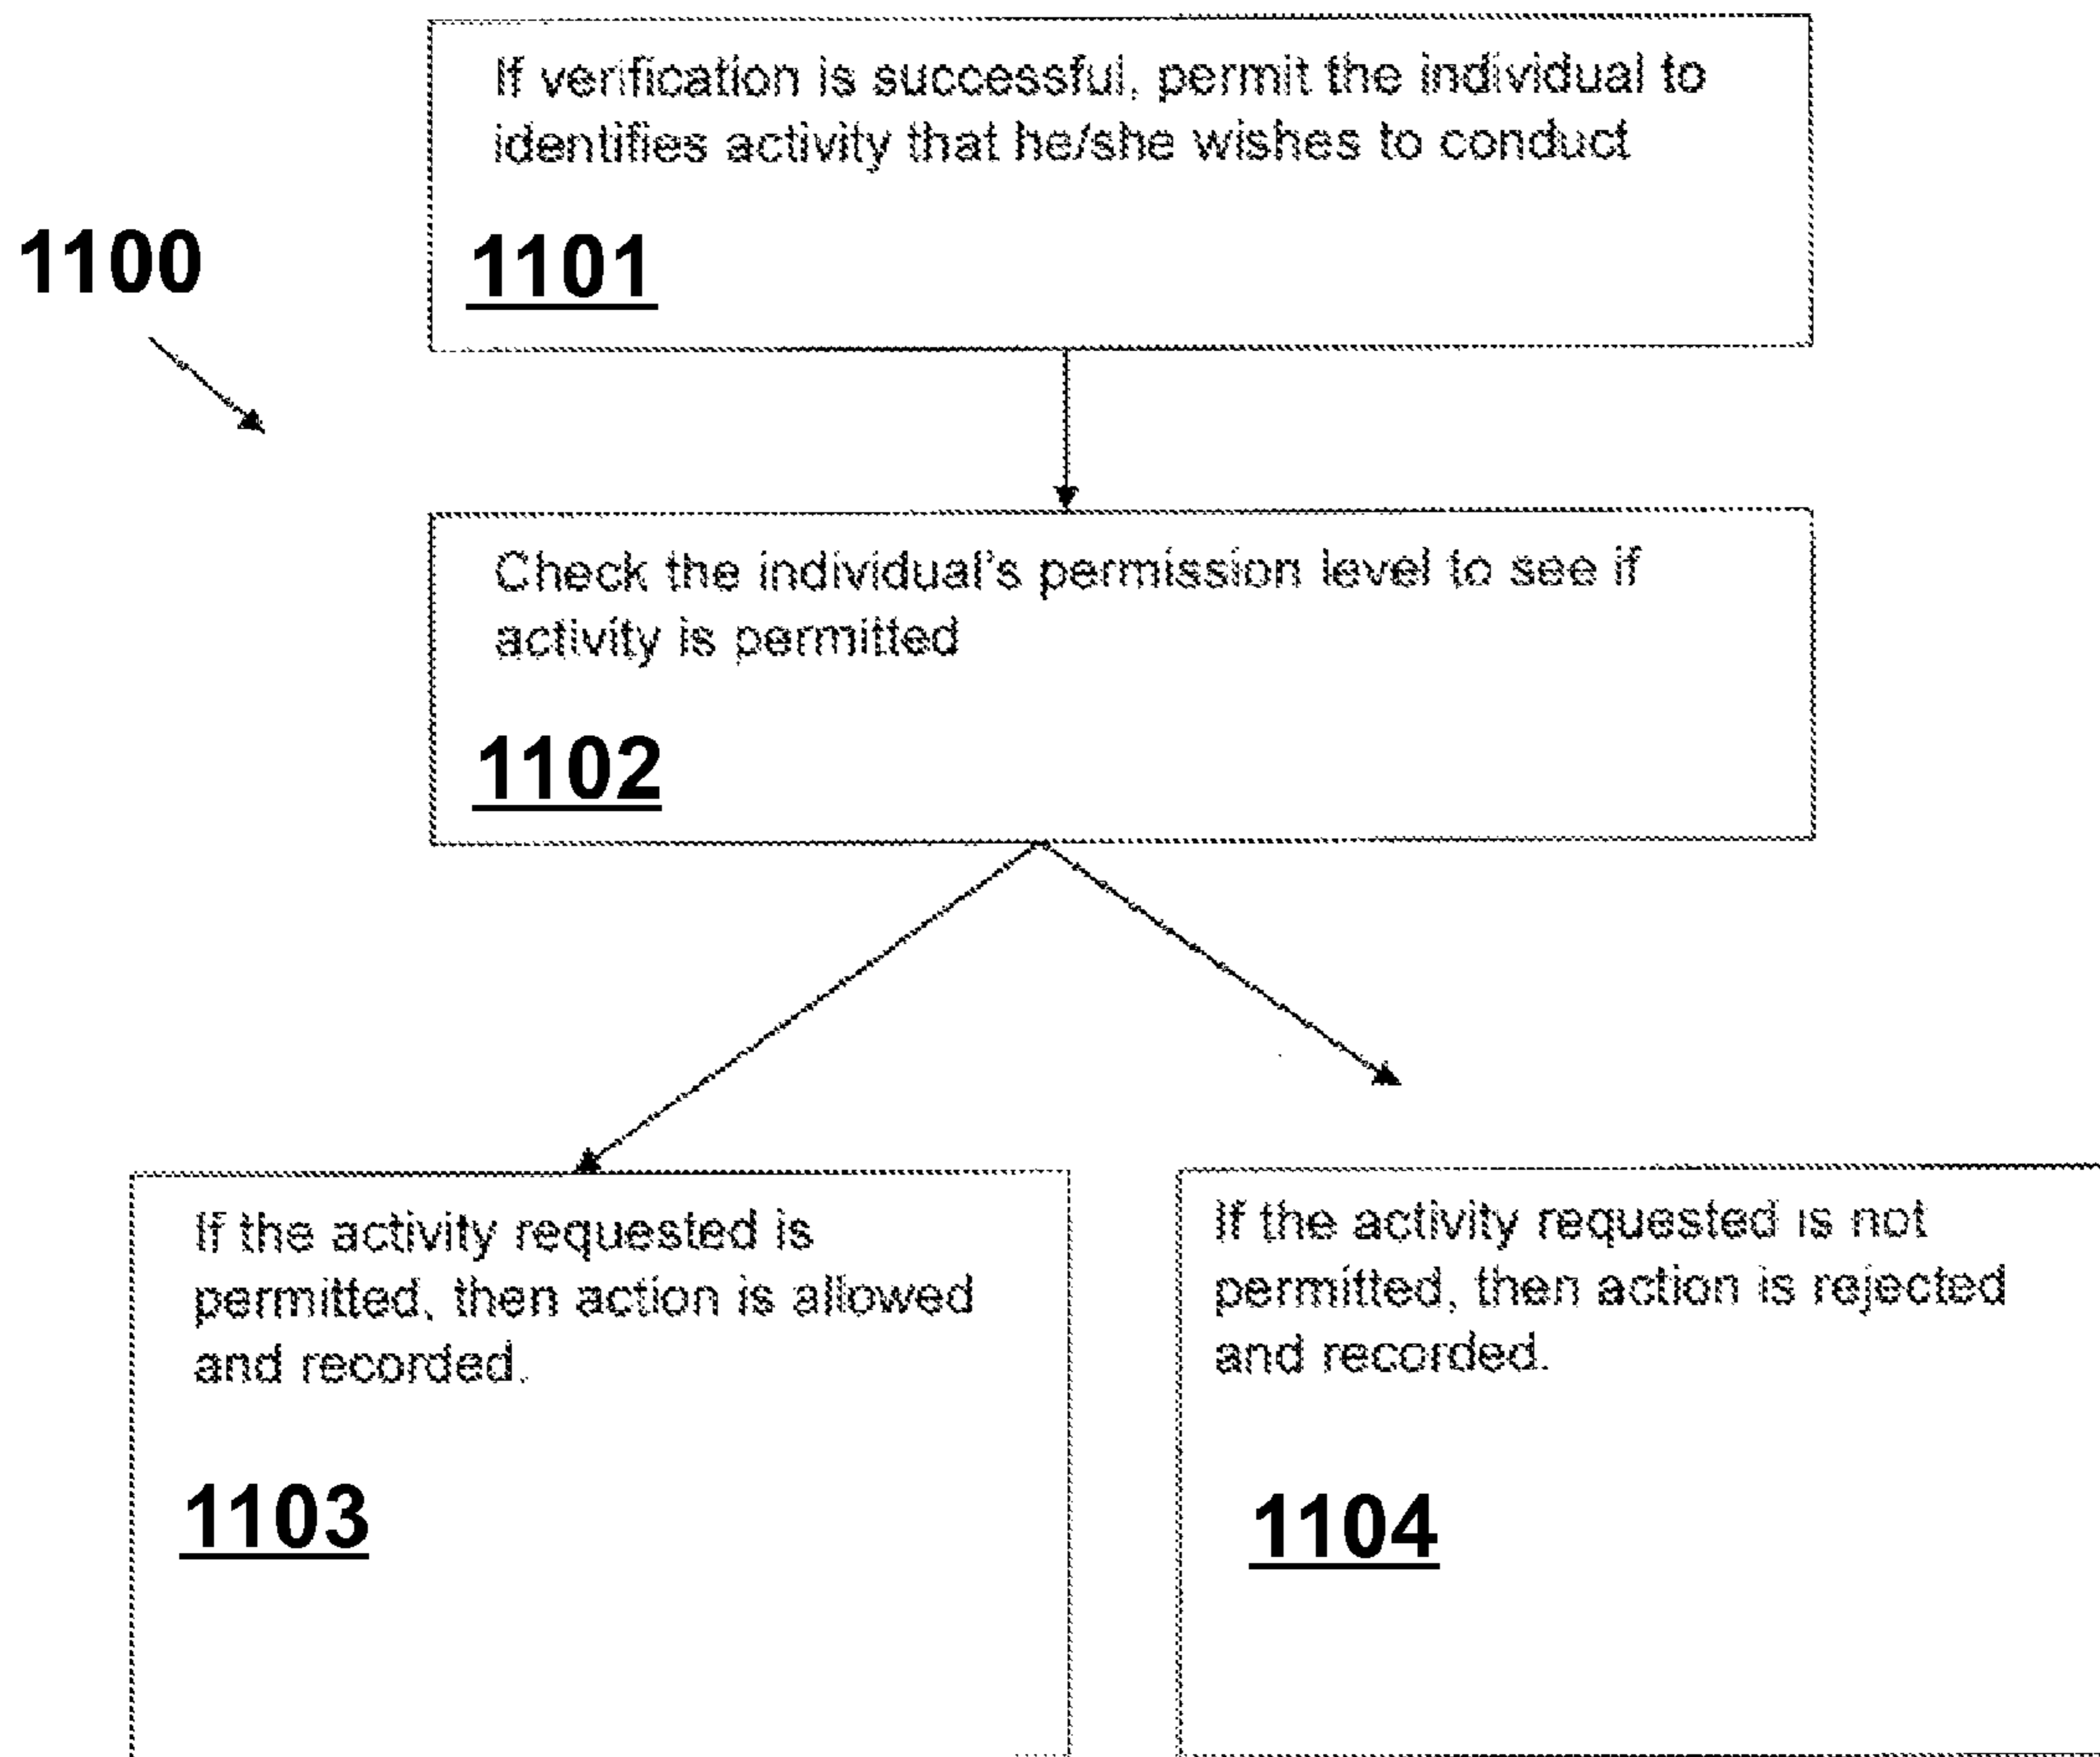 If verification is successful, permit the individual to
identifies activity that he/she wishes to conduct
1100
1101
Check the individual's permission level to see if
activity is permitted
1102
If the activity requested is
permitted, then action is allowed
and recorded.
1103
If the activity requested is not
permitted, then action is rejected
and recorded.
1104